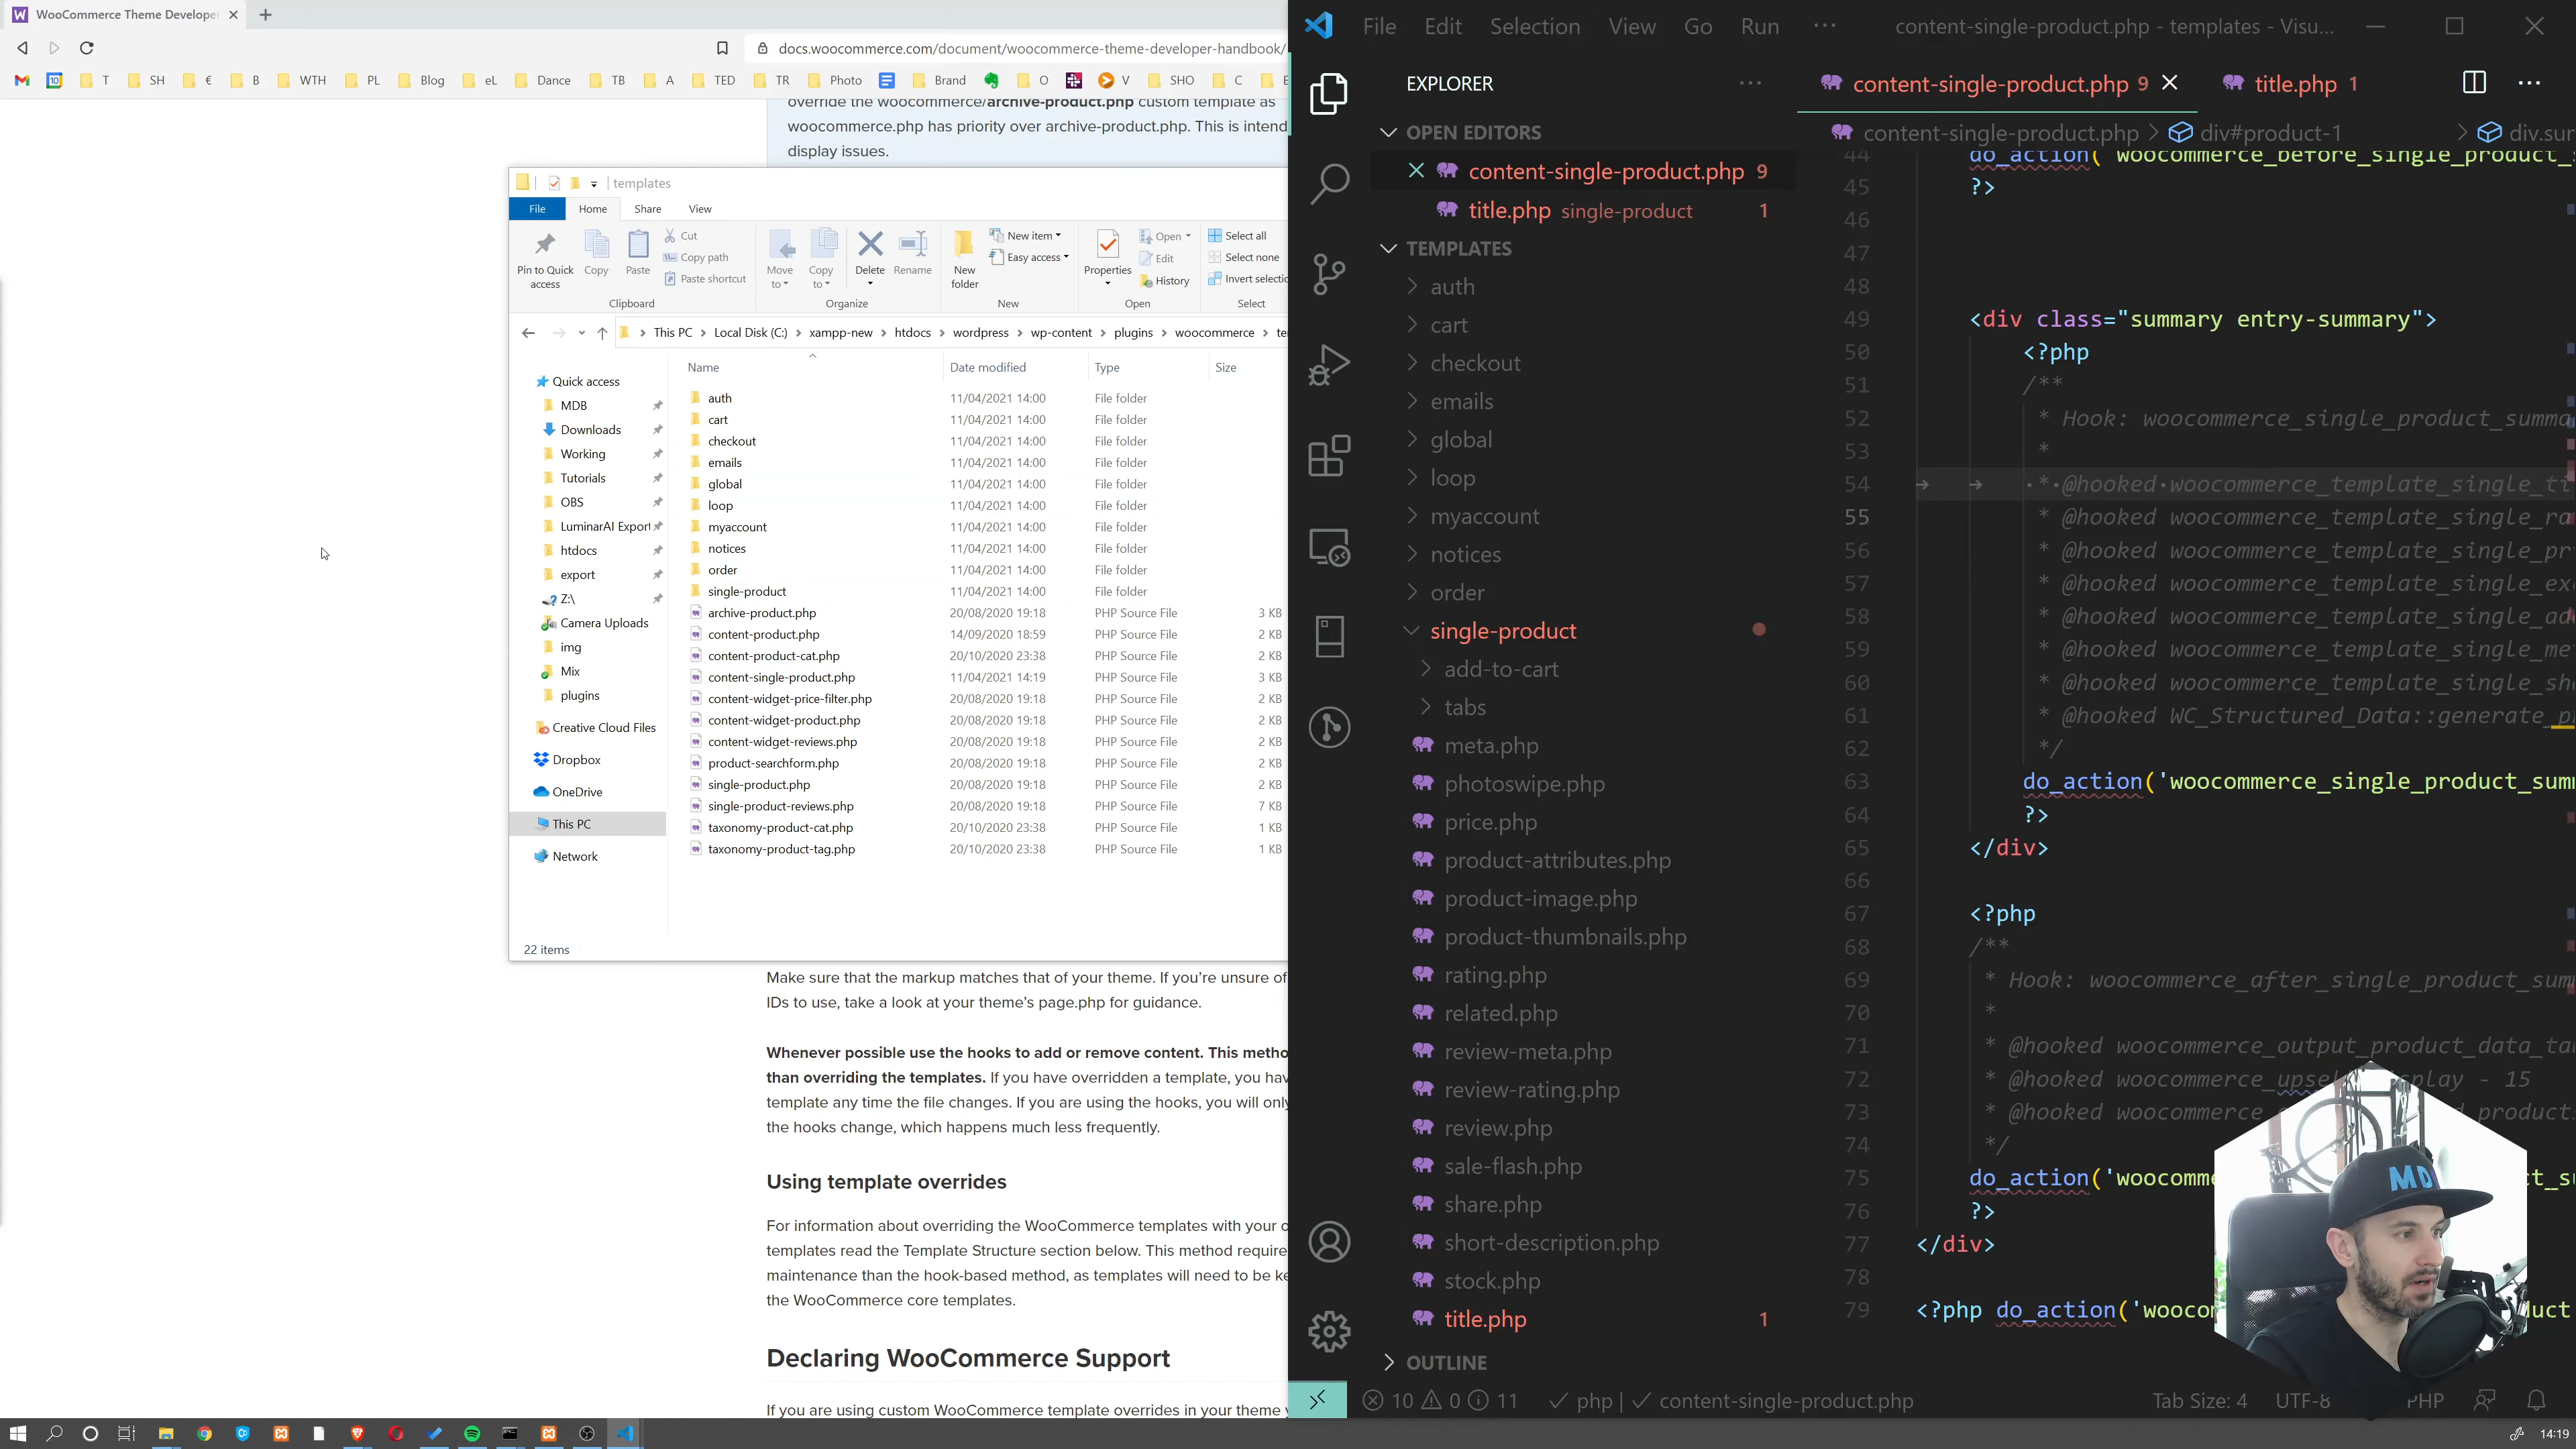 WooCommerce Theme Developer
docs.woocommerce.com/document/woocommerce-theme-developer-handbook/
T SH € B WTH PL Blog eL Dance TB A TED TR Photo Brand O V SHO C
override the woocommerce/archive-product.php custom template as
woocommerce.php has priority over archive-product.php. This is intend
display issues.
templates
File Home Share View
Pin to Quick access
Copy
Paste
Cut
Copy path
Paste shortcut
Clipboard
Move to
Copy to
Delete
Rename
Organize
New folder
New item
Easy access
New
Properties
Open
Edit
History
Open
Select all
Select none
Invert selectio
Select
This PC > Local Disk (C:) > xampp-new > htdocs > wordpress > wp-content > plugins > woocommerce > te
Name Date modified Type Size
Quick access
MDB
Downloads
Working
Tutorials
OBS
LuminarAI Export
htdocs
export
Z:\
Camera Uploads
img
Mix
plugins
Creative Cloud Files
Dropbox
OneDrive
This PC
Network
auth 11/04/2021 14:00 File folder
cart 11/04/2021 14:00 File folder
checkout 11/04/2021 14:00 File folder
emails 11/04/2021 14:00 File folder
global 11/04/2021 14:00 File folder
loop 11/04/2021 14:00 File folder
myaccount 11/04/2021 14:00 File folder
notices 11/04/2021 14:00 File folder
order 11/04/2021 14:00 File folder
single-product 11/04/2021 14:00 File folder
archive-product.php 20/08/2020 19:18 PHP Source File 3 KB
content-product.php 14/09/2020 18:59 PHP Source File 2 KB
content-product-cat.php 20/10/2020 23:38 PHP Source File 2 KB
content-single-product.php 11/04/2021 14:19 PHP Source File 3 KB
content-widget-price-filter.php 20/08/2020 19:18 PHP Source File 2 KB
content-widget-product.php 20/08/2020 19:18 PHP Source File 2 KB
content-widget-reviews.php 20/08/2020 19:18 PHP Source File 2 KB
product-searchform.php 20/08/2020 19:18 PHP Source File 2 KB
single-product.php 20/08/2020 19:18 PHP Source File 2 KB
single-product-reviews.php 20/08/2020 19:18 PHP Source File 7 KB
taxonomy-product-cat.php 20/10/2020 23:38 PHP Source File 1 KB
taxonomy-product-tag.php 20/10/2020 23:38 PHP Source File 1 KB
22 items
Make sure that the markup matches that of your theme. If you're unsure of
IDs to use, take a look at your theme's page.php for guidance.
Whenever possible use the hooks to add or remove content. This metho
than overriding the templates. If you have overridden a template, you hav
template any time the file changes. If you are using the hooks, you will onl
the hooks change, which happens much less frequently.
Using template overrides
For information about overriding the WooCommerce templates with your o
templates read the Template Structure section below. This method require
maintenance than the hook-based method, as templates will need to be ke
the WooCommerce core templates.
Declaring WooCommerce Support
If you are using custom WooCommerce template overrides in your theme
File Edit Selection View Go Run ··· content-single-product.php - templates - Visu...
EXPLORER
OPEN EDITORS
content-single-product.php 9
title.php single-product 1
TEMPLATES
auth
cart
checkout
emails
global
loop
myaccount
notices
order
single-product
add-to-cart
tabs
meta.php
photoswipe.php
price.php
product-attributes.php
product-image.php
product-thumbnails.php
rating.php
related.php
review-meta.php
review-rating.php
review.php
sale-flash.php
share.php
short-description.php
stock.php
title.php 1
OUTLINE
content-single-product.php 9 title.php 1
content-single-product.php > div#product-1 > div.sum
44 do_action('woocommerce_before_single_product_
45 ?>
46
47
48
49 <div class="summary entry-summary">
50 <?php
51 /**
52 * Hook: woocommerce_single_product_summa
53 *
54 * @hooked woocommerce_template_single_ti
55 * @hooked woocommerce_template_single_ra
56 * @hooked woocommerce_template_single_pr
57 * @hooked woocommerce_template_single_ex
58 * @hooked woocommerce_template_single_ad
59 * @hooked woocommerce_template_single_me
60 * @hooked woocommerce_template_single_sh
61 * @hooked WC_Structured_Data::generate_p
62 */
63 do_action('woocommerce_single_product_sum
64 ?>
65 </div>
66
67 <?php
68 /**
69 * Hook: woocommerce_after_single_product_sum
70 *
71 * @hooked woocommerce_output_product_data_ta
72 * @hooked woocommerce_upsell display - 15
73 * @hooked woocommerce_ d_product
74 */
75 do_action('woocomme ct_s
76 ?>
77 </div>
78
79 <?php do_action('woocom duct
MD
10 0 11 php | content-single-product.php Tab Size: 4 UTF-8 PHP
14:19